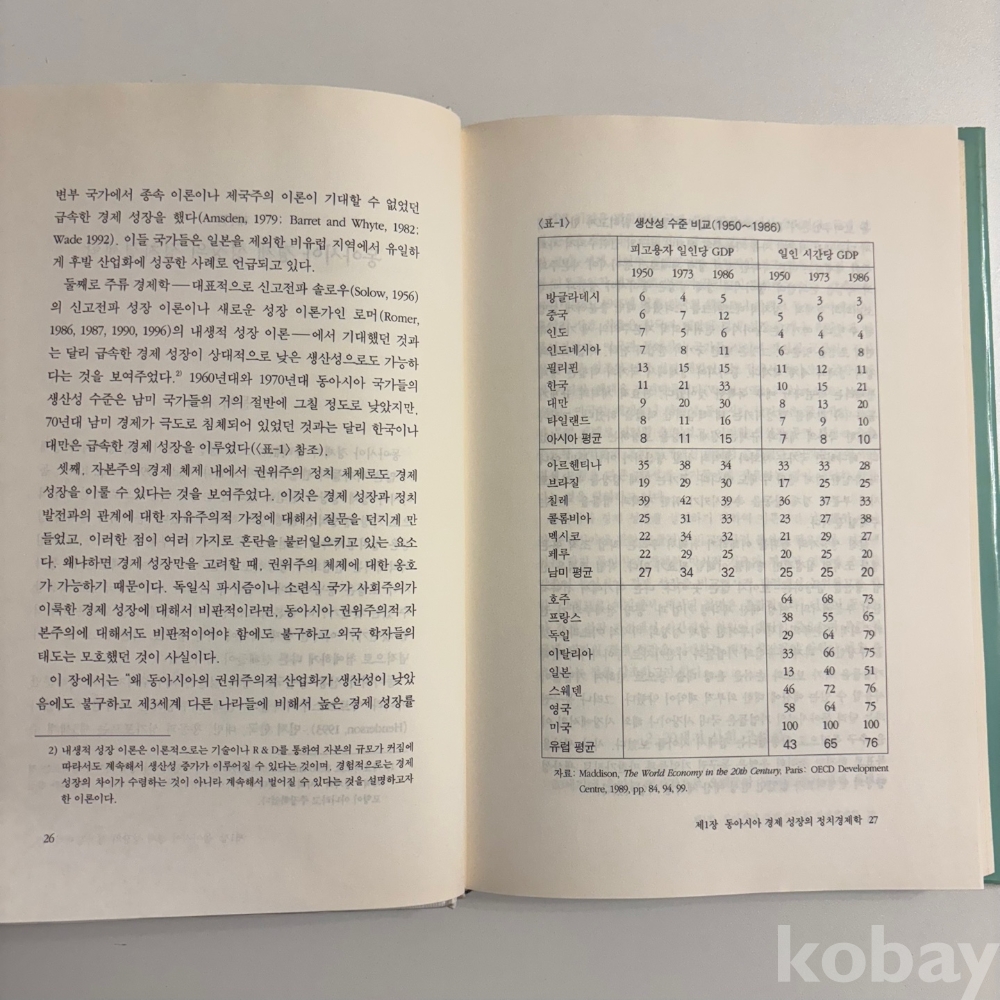 변부 국가에서 종속 이론이나 제국주의 이론이 기대할 수 없었던
급속한 경제 성장을 했다(Amsden, 1979: Barret and Whyte, 1982:
Wade 1992). 이들 국가들은 일본을 제외한 비유럽 지역에서 유일하
게 후발 산업화에 성공한 사례로 언급되고 있다.
둘째로 주류 경제학—대표적으로 신고전파 솔로우(Solow, 1956)
의 신고전파 성장 이론이나 새로운 성장 이론가인 로머(Romer,
1986, 1987, 1990, 1996)의 내생적 성장 이론—에서 기대했던 것과
는 달리 급속한 경제 성장이 상대적으로 낮은 생산성으로도 가능하
다는 것을 보여주었다.2) 1960년대와 1970년대 동아시아 국가들의
생산성 수준은 남미 국가들의 거의 절반에 그칠 정도로 낮았지만,
70년대 남미 경제가 극도로 침체되어 있었던 것과는 달리 한국이나
대만은 급속한 경제 성장을 이루었다(〈표-1〉 참조).
셋째, 자본주의 경제 체제 내에서 권위주의 정치 체제로도 경제
성장을 이룰 수 있다는 것을 보여주었다. 이것은 경제 성장과 정치
발전과의 관계에 대한 자유주의적 가정에 대해서 질문을 던지게 만
들었고, 이러한 점이 여러 가지로 혼란을 불러일으키고 있는 요소
다. 왜냐하면 경제 성장만을 고려할 때, 권위주의 체제에 대한 옹호
가 가능하기 때문이다. 독일식 파시즘이나 소련식 국가 사회주의가
이룩한 경제 성장에 대해서 비판적이라면, 동아시아 권위주의적 자
본주의에 대해서도 비판적이어야 함에도 불구하고 외국 학자들의
태도는 모호했던 것이 사실이다.
이 장에서는 "왜 동아시아의 권위주의적 산업화가 생산성이 낮았
음에도 불구하고 제3세계 다른 나라들에 비해서 높은 경제 성장률
2) 내생적 성장 이론은 이론적으로는 기술이나 R & D를 통하여 자본의 규모가 커짐에
따라서도 계속해서 생산성 증가가 이루어질 수 있다는 것이며, 경험적으로는 경제
성장의 차이가 수렴하는 것이 아니라 계속해서 벌어질 수 있다는 것을 설명하고자
한 이론이다.
26
〈표-1〉 생산성 수준 비교(1950~1986)
피고용자 일인당 GDP 일인 시간당 GDP
1950 1973 1986 1950 1973 1986
방글라데시 6 4 5 5 3 3
중국 6 7 12 5 6 9
인도 7 5 6 4 4 4
인도네시아 7 8 11 6 6 8
필리핀 13 15 15 11 12 11
한국 11 21 33 10 15 21
대만 9 20 30 8 13 20
타일랜드 8 11 16 7 9 10
아시아 평균 8 11 15 7 8 10
아르헨티나 35 38 34 33 33 28
브라질 19 29 30 17 25 25
칠레 39 42 39 36 37 33
콜롬비아 25 31 33 23 27 38
멕시코 22 34 32 21 29 27
페루 22 29 25 20 25 20
남미 평균 27 34 32 25 25 20
호주 64 68 73
프랑스 38 55 65
독일 29 64 79
이탈리아 33 66 75
일본 13 40 51
스웨덴 46 72 76
영국 58 64 75
미국 100 100 100
유럽 평균 43 65 76
자료: Maddison, The World Economy in the 20th Century, Paris: OECD Development
Centre, 1989, pp. 84, 94, 99.
제1장 동아시아 경제 성장의 정치경제학 27
kobay